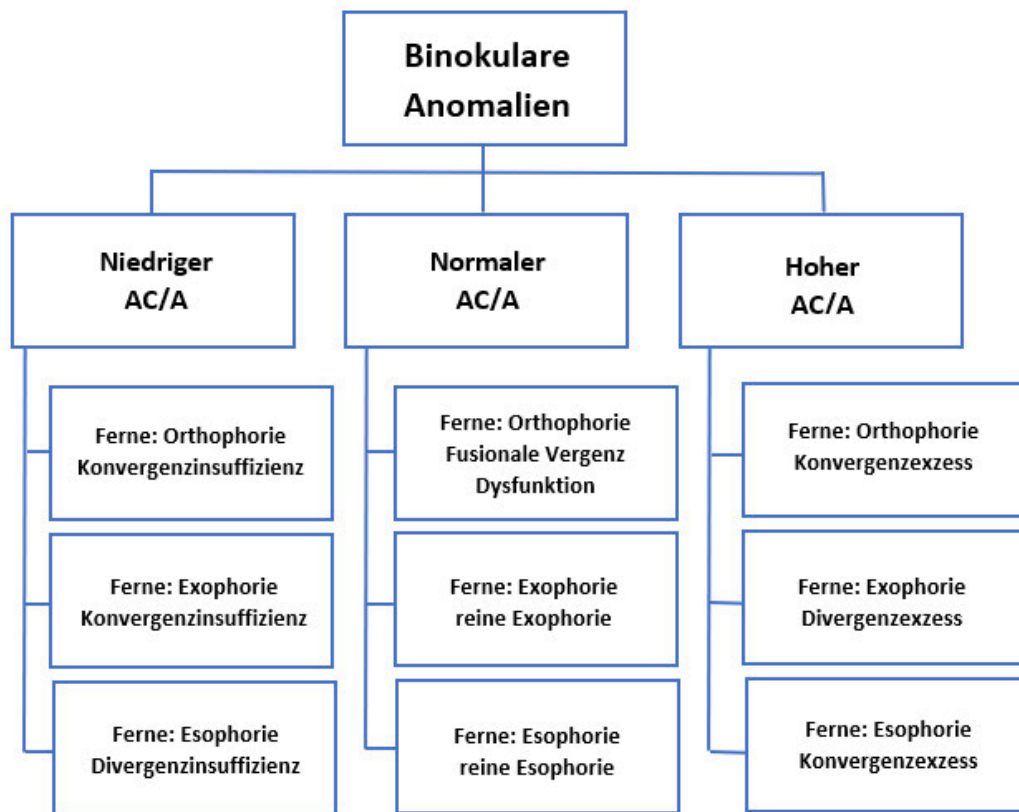 Binokulare
Anomalien
Niedriger
AC/A
Normaler
AC/A
Hoher
AC/A
Ferne: Orthophorie
Konvergenzinsuffizienz
Ferne: Orthophorie
Fusionale Vergenz
Dysfunktion
Ferne: Orthophorie
Konvergenzexzess
Ferne: Exophorie
Konvergenzinsuffizienz
Ferne: Exophorie
reine Exophorie
Ferne: Exophorie
Divergenzexzess
Ferne: Esophorie
Divergenzinsuffizienz
Ferne: Esophorie
reine Esophorie
Ferne: Esophorie
Konvergenzexzess